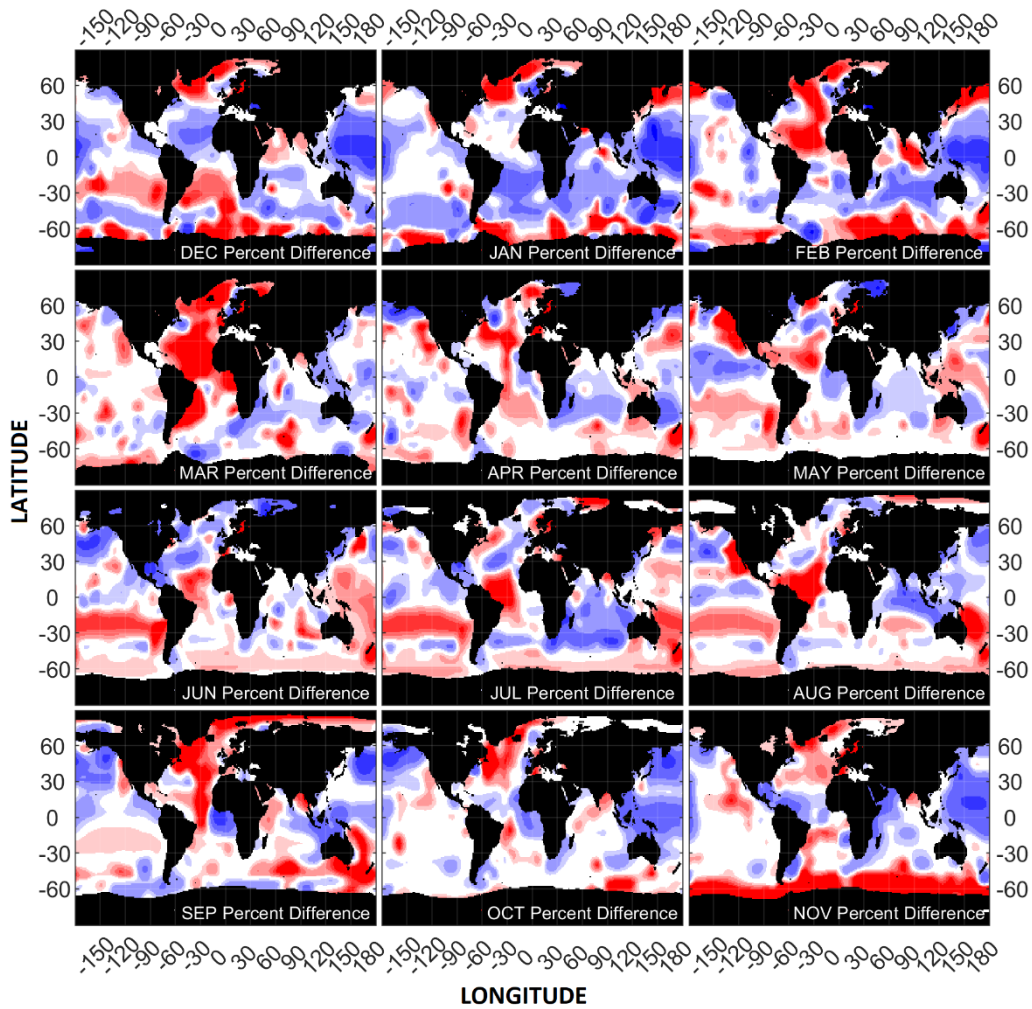 -150 -120 -90 -60 -30 0 30 60 90 120 150 180 -150 -120 -90 -60 -30 0 30 60 90 120 150 180 -150 -120 -90 -60 -30 0 30 60 90 120 150 180
60 60
30 30
0 0
-30 -30
-60 -60
DEC Percent Difference JAN Percent Difference FEB Percent Difference
60 60
30 30
0 0
-30 -30
-60 -60
MAR Percent Difference APR Percent Difference MAY Percent Difference
LATITUDE
60 60
30 30
0 0
-30 -30
-60 -60
JUN Percent Difference JUL Percent Difference AUG Percent Difference
60 60
30 30
0 0
-30 -30
-60 -60
SEP Percent Difference OCT Percent Difference NOV Percent Difference
-150 -120 -90 -60 -30 0 30 60 90 120 150 180 -150 -120 -90 -60 -30 0 30 60 90 120 150 180 -150 -120 -90 -60 -30 0 30 60 90 120 150 180
LONGITUDE